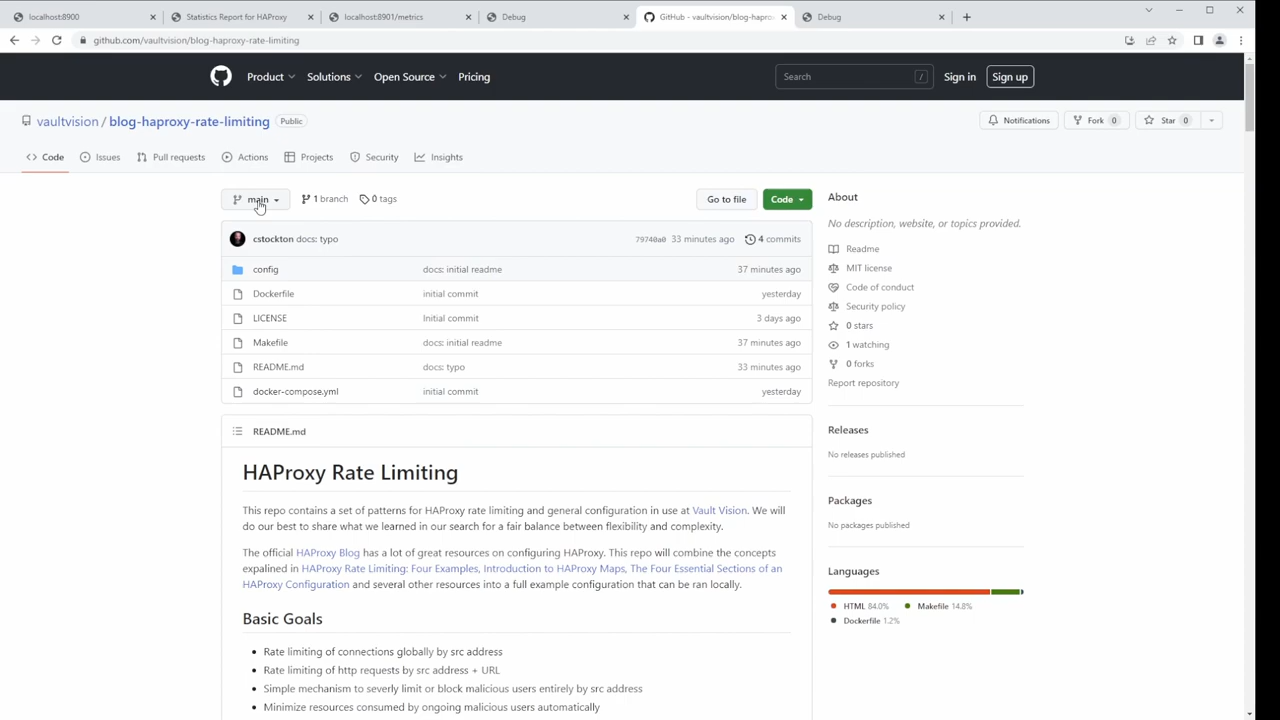 localhost:8900
Statistics Report for HAProxy
localhost:8901/metrics
Debug
GitHub - vaultvision/blog-haproxy
Debug
github.com/vaultvision/blog-haproxy-rate-limiting
Product
Solutions
Open Source
Pricing
Search
/
Sign in
Sign up
vaultvision / blog-haproxy-rate-limiting
Public
Notifications
Fork 0
Star 0
Code
Issues
Pull requests
Actions
Projects
Security
Insights
main
1 branch
0 tags
Go to file
Code
cstockton docs: typo
79740a0 33 minutes ago
4 commits
config docs: initial readme 37 minutes ago
Dockerfile initial commit yesterday
LICENSE Initial commit 3 days ago
Makefile docs: initial readme 37 minutes ago
README.md docs: typo 33 minutes ago
docker-compose.yml initial commit yesterday
README.md
HAProxy Rate Limiting
This repo contains a set of patterns for HAProxy rate limiting and general configuration in use at Vault Vision. We will
do our best to share what we learned in our search for a fair balance between flexibility and complexity.
The official HAProxy Blog has a lot of great resources on configuring HAProxy. This repo will combine the concepts
expalined in HAProxy Rate Limiting: Four Examples, Introduction to HAProxy Maps, The Four Essential Sections of an
HAProxy Configuration and several other resources into a full example configuration that can be ran locally.
Basic Goals
Rate limiting of connections globally by src address
Rate limiting of http requests by src address + URL
Simple mechanism to severly limit or block malicious users entirely by src address
Minimize resources consumed by ongoing malicious users automatically
About
No description, website, or topics provided.
Readme
MIT license
Code of conduct
Security policy
0 stars
1 watching
0 forks
Report repository
Releases
No releases published
Packages
No packages published
Languages
HTML 84.0%
Makefile 14.8%
Dockerfile 1.2%